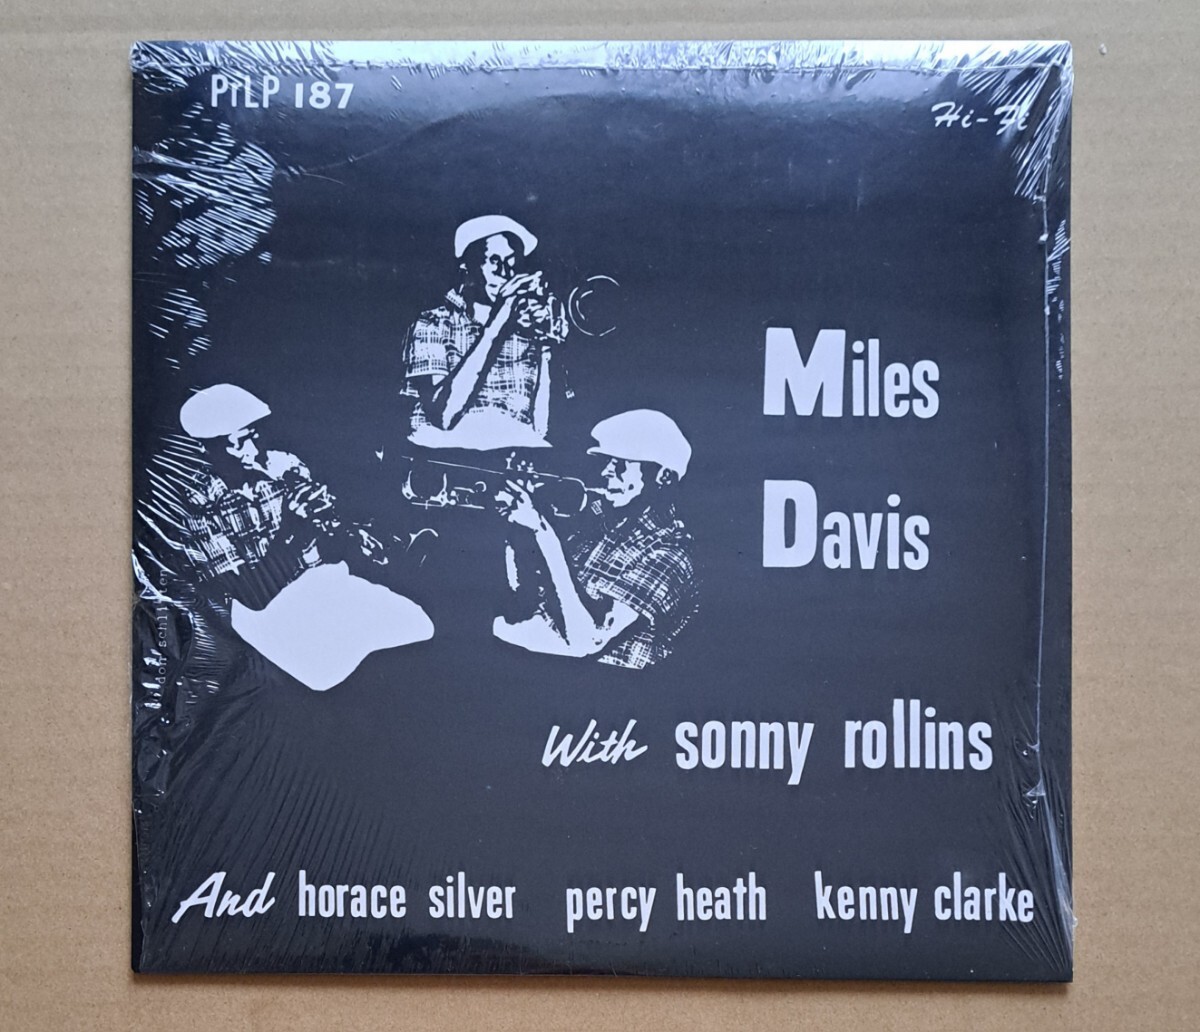 PrLP 187
Hi-Fi
Miles
Davis
With sonny rollins
And horace silver percy heath kenny clarke